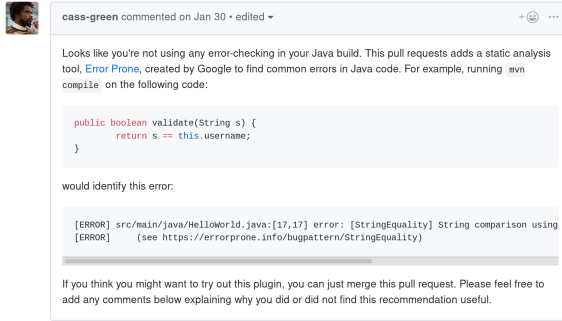 cass-green commented on Jan 30 • edited
Looks like you're not using any error-checking in your Java build. This pull requests adds a static analysis
tool, Error Prone, created by Google to find common errors in Java code. For example, running mvn
compile on the following code:
public boolean validate(String s) {
        return s == this.username;
}
would identify this error:
[ERROR] src/main/java/HelloWorld.java:[17,17] error: [StringEquality] String comparison using
[ERROR]     (see https://errorprone.info/bugpattern/StringEquality)
If you think you might want to try out this plugin, you can just merge this pull request. Please feel free to
add any comments below explaining why you did or did not find this recommendation useful.